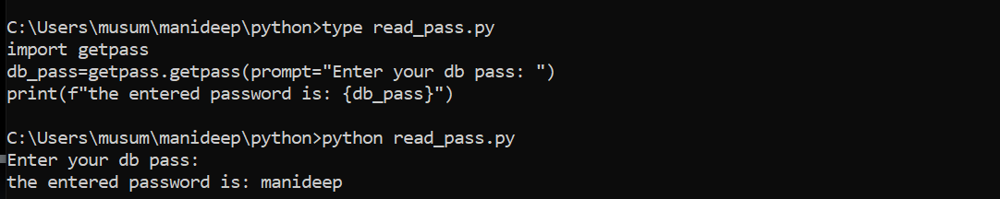 C:\Users\musum\manideep\python>type read_pass.py
import getpass
db_pass=getpass.getpass(prompt="Enter your db pass: ")
print(f"the entered password is: {db_pass}")
C:\Users\musum\manideep\python>python read_pass.py
Enter your db pass:
the entered password is: manideep